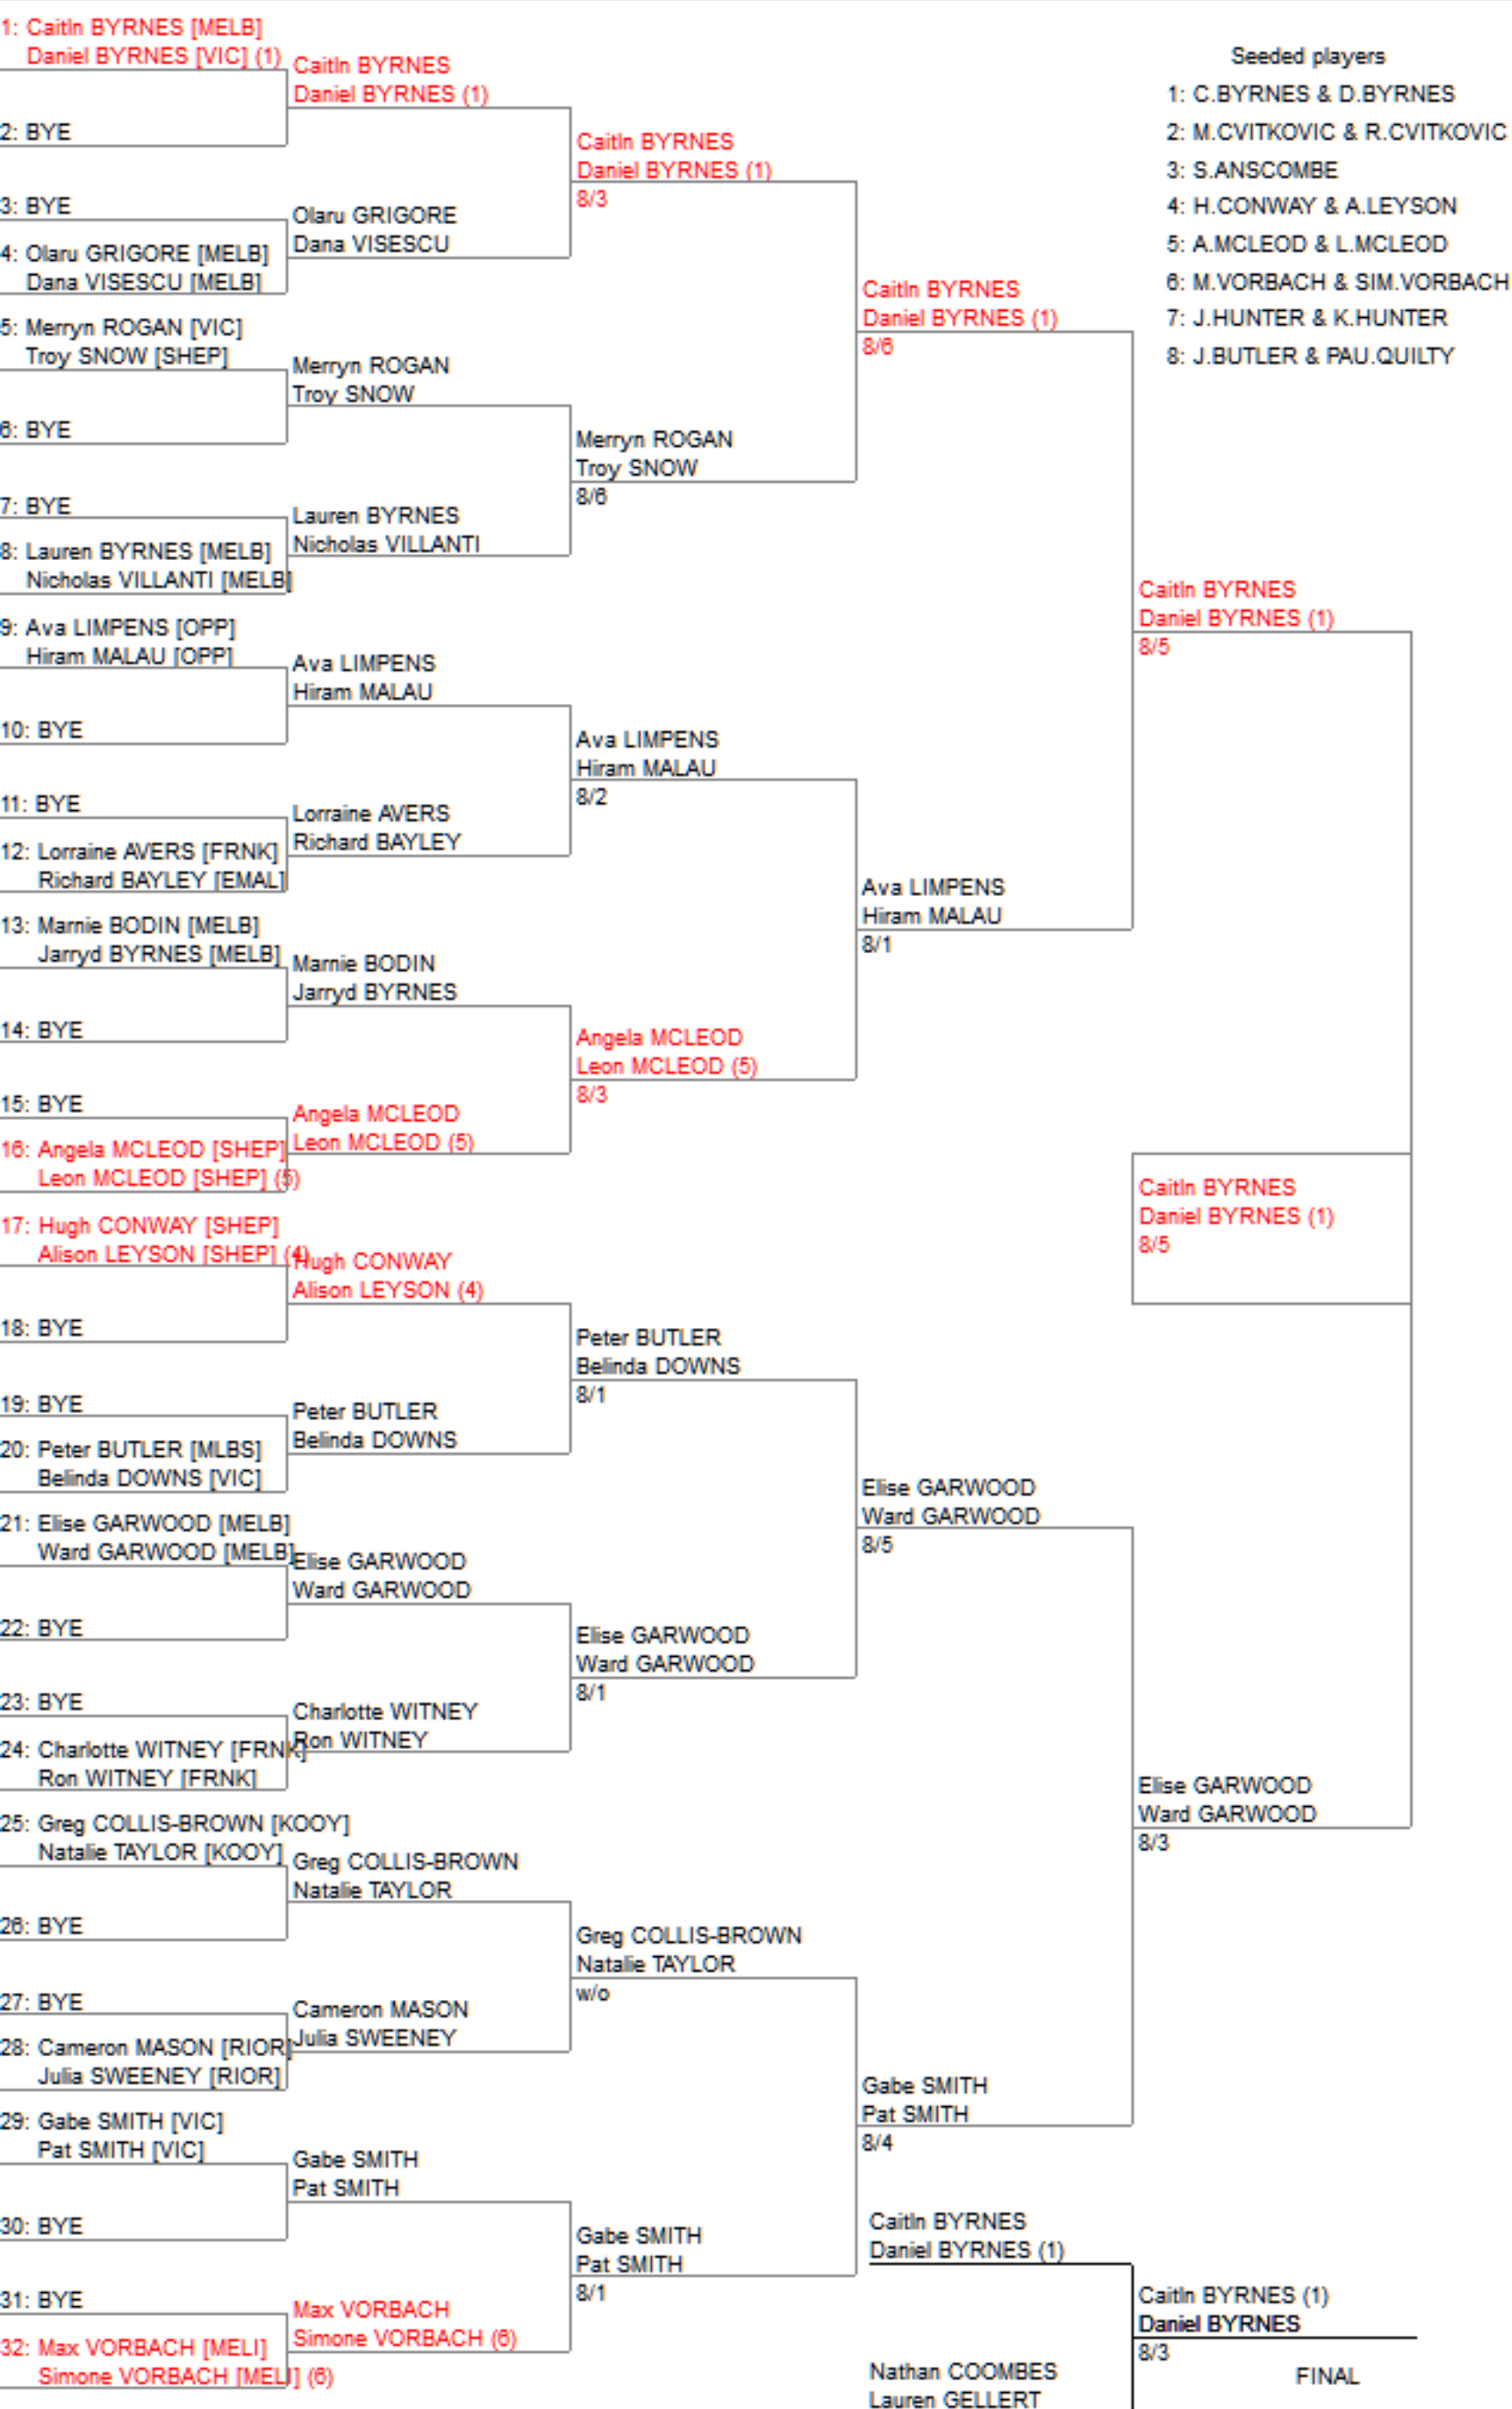 1: Caitln BYRNES [MELB]
Daniel BYRNES [VIC] (1)
2: BYE
3: BYE
4: Olaru GRIGORE [MELB]
Dana VISESCU [MELB]
5: Merryn ROGAN [VIC]
Troy SNOW [SHEP]
6: BYE
7: BYE
8: Lauren BYRNES [MELB]
Nicholas VILLANTI [MELB]
9: Ava LIMPENS [OPP]
Hiram MALAU [OPP]
10: BYE
11: BYE
12: Lorraine AVERS [FRNK]
Richard BAYLEY [EMAL]
13: Marnie BODIN [MELB]
Jarryd BYRNES [MELB]
14: BYE
15: BYE
16: Angela MCLEOD [SHEP]
Leon MCLEOD [SHEP] (5)
17: Hugh CONWAY [SHEP]
Alison LEYSON [SHEP] (4)
18: BYE
19: BYE
20: Peter BUTLER [MLBS]
Belinda DOWNS [VIC]
21: Elise GARWOOD [MELB]
Ward GARWOOD [MELB]
22: BYE
23: BYE
24: Charlotte WITNEY [FRNK]
Ron WITNEY [FRNK]
25: Greg COLLIS-BROWN [KOOY]
Natalie TAYLOR [KOOY]
26: BYE
27: BYE
28: Cameron MASON [RIOR]
Julia SWEENEY [RIOR]
29: Gabe SMITH [VIC]
Pat SMITH [VIC]
30: BYE
31: BYE
32: Max VORBACH [MELI]
Simone VORBACH [MELI] (6)
Caitln BYRNES
Daniel BYRNES (1)
Olaru GRIGORE
Dana VISESCU
Merryn ROGAN
Troy SNOW
Lauren BYRNES
Nicholas VILLANTI
Ava LIMPENS
Hiram MALAU
Lorraine AVERS
Richard BAYLEY
Marnie BODIN
Jarryd BYRNES
Angela MCLEOD
Leon MCLEOD (5)
Hugh CONWAY
Alison LEYSON (4)
Peter BUTLER
Belinda DOWNS
Elise GARWOOD
Ward GARWOOD
Charlotte WITNEY
Ron WITNEY
Greg COLLIS-BROWN
Natalie TAYLOR
Cameron MASON
Julia SWEENEY
Gabe SMITH
Pat SMITH
Max VORBACH
Simone VORBACH (6)
Caitln BYRNES
Daniel BYRNES (1)
8/3
Merryn ROGAN
Troy SNOW
8/6
Ava LIMPENS
Hiram MALAU
8/2
Angela MCLEOD
Leon MCLEOD (5)
8/3
Peter BUTLER
Belinda DOWNS
8/1
Elise GARWOOD
Ward GARWOOD
8/1
Greg COLLIS-BROWN
Natalie TAYLOR
w/o
Gabe SMITH
Pat SMITH
8/1
Caitln BYRNES
Daniel BYRNES (1)
8/6
Ava LIMPENS
Hiram MALAU
8/1
Elise GARWOOD
Ward GARWOOD
8/5
Gabe SMITH
Pat SMITH
8/4
Caitln BYRNES
Daniel BYRNES (1)
8/5
Caitln BYRNES
Daniel BYRNES (1)
8/5
Elise GARWOOD
Ward GARWOOD
8/3
Seeded players
1: C.BYRNES & D.BYRNES
2: M.CVITKOVIC & R.CVITKOVIC
3: S.ANSCOMBE
4: H.CONWAY & A.LEYSON
5: A.MCLEOD & L.MCLEOD
6: M.VORBACH & SIM.VORBACH
7: J.HUNTER & K.HUNTER
8: J.BUTLER & PAU.QUILTY
Caitln BYRNES
Daniel BYRNES (1)
Nathan COOMBES
Lauren GELLERT
Caitln BYRNES (1)
Daniel BYRNES
8/3
FINAL